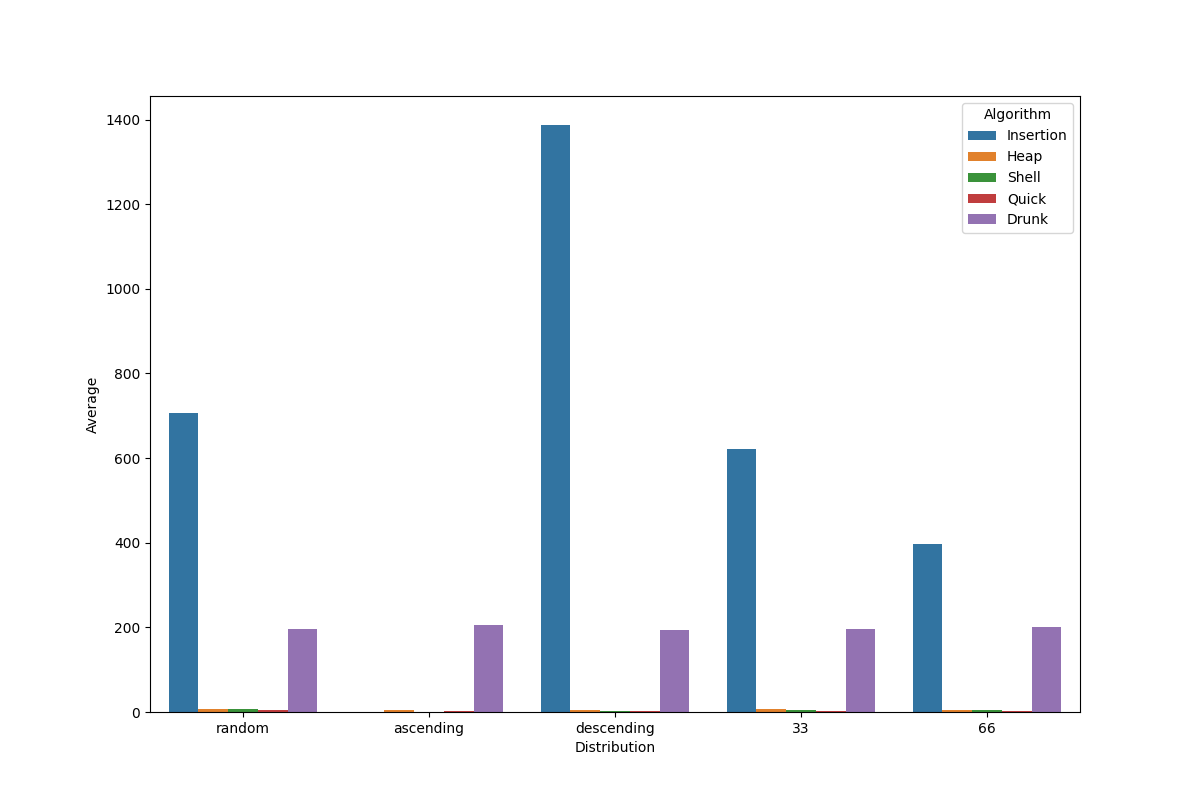 Algorithm
Insertion
Heap
Shell
Quick
Drunk
Average
1400
1200
1000
800
600
400
200
0
random ascending descending 33 66
Distribution